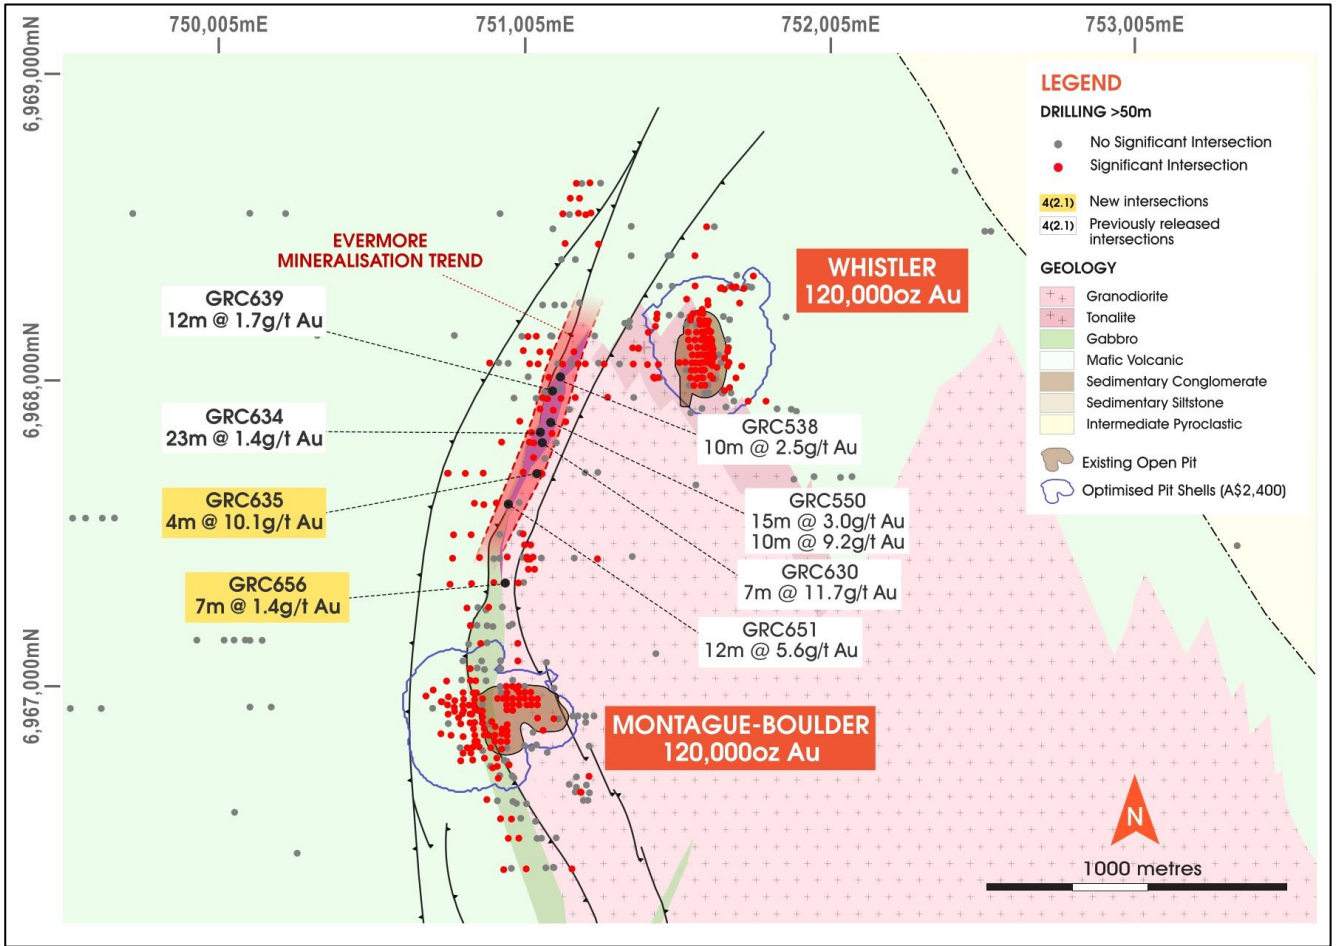 750,005mE
751,005mE
752,005mE
753,005mE
6,969,000mN
6,968,000mN
6,967,000mN
LEGEND
DRILLING >50m
No Significant Intersection
Significant Intersection
4(2.1) New intersections
4(2.1) Previously released
intersections
GEOLOGY
Granodiorite
Tonalite
Gabbro
Mafic Volcanic
Sedimentary Conglomerate
Sedimentary Siltstone
Intermediate Pyroclastic
Existing Open Pit
Optimised Pit Shells (A$2,400)
EVERMORE
MINERALISATION TREND
WHISTLER
120,000oz Au
GRC639
12m @ 1.7g/t Au
GRC634
23m @ 1.4g/t Au
GRC635
4m @ 10.1g/t Au
GRC656
7m @ 1.4g/t Au
GRC538
10m @ 2.5g/t Au
GRC550
15m @ 3.0g/t Au
10m @ 9.2g/t Au
GRC630
7m @ 11.7g/t Au
GRC651
12m @ 5.6g/t Au
MONTAGUE-BOULDER
120,000oz Au
N
1000 metres